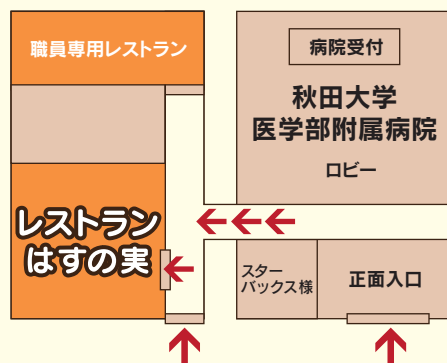 職員専用レストラン
病院受付
秋田大学
医学部附属病院
ロビー
レストラン
はすの実
スター
バックス様
正面入口